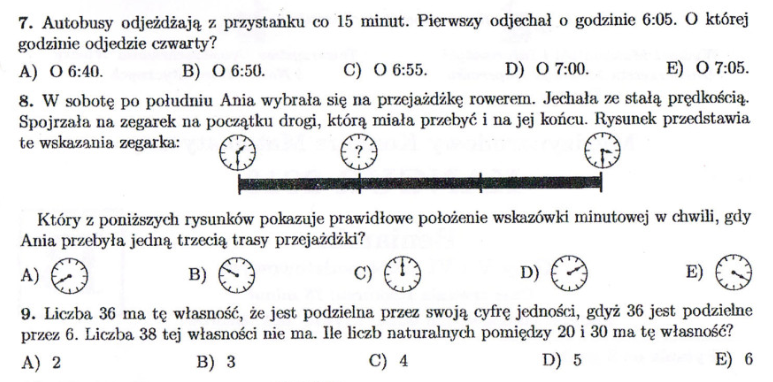 7. Autobusy odjeżdżają z przystanku co 15 minut. Pierwszy odjechał o godzinie 6:05. O której
godzinie odjedzie czwarty?
A) O 6:40. B) O 6:50. C) O 6:55. D) O 7:00. E) O 7:05.
8. W sobotę po południu Ania wybrała się na przejażdżkę rowerem. Jechała ze stałą prędkością.
Spojrzała na zegarek na początku drogi, którą miała przebyć i na jej końcu. Rysunek przedstawia
te wskazania zegarka:
?
Który z poniższych rysunków pokazuje prawidłowe położenie wskazówki minutowej w chwili, gdy
Ania przebyła jedną trzecią trasy przejażdżki?
A) B) C) D) E)
9. Liczba 36 ma tę własność, że jest podzielna przez swoją cyfrę jedności, gdyż 36 jest podzielne
przez 6. Liczba 38 tej własności nie ma. Ile liczb naturalnych pomiędzy 20 i 30 ma tę własność?
A) 2 B) 3 C) 4 D) 5 E) 6